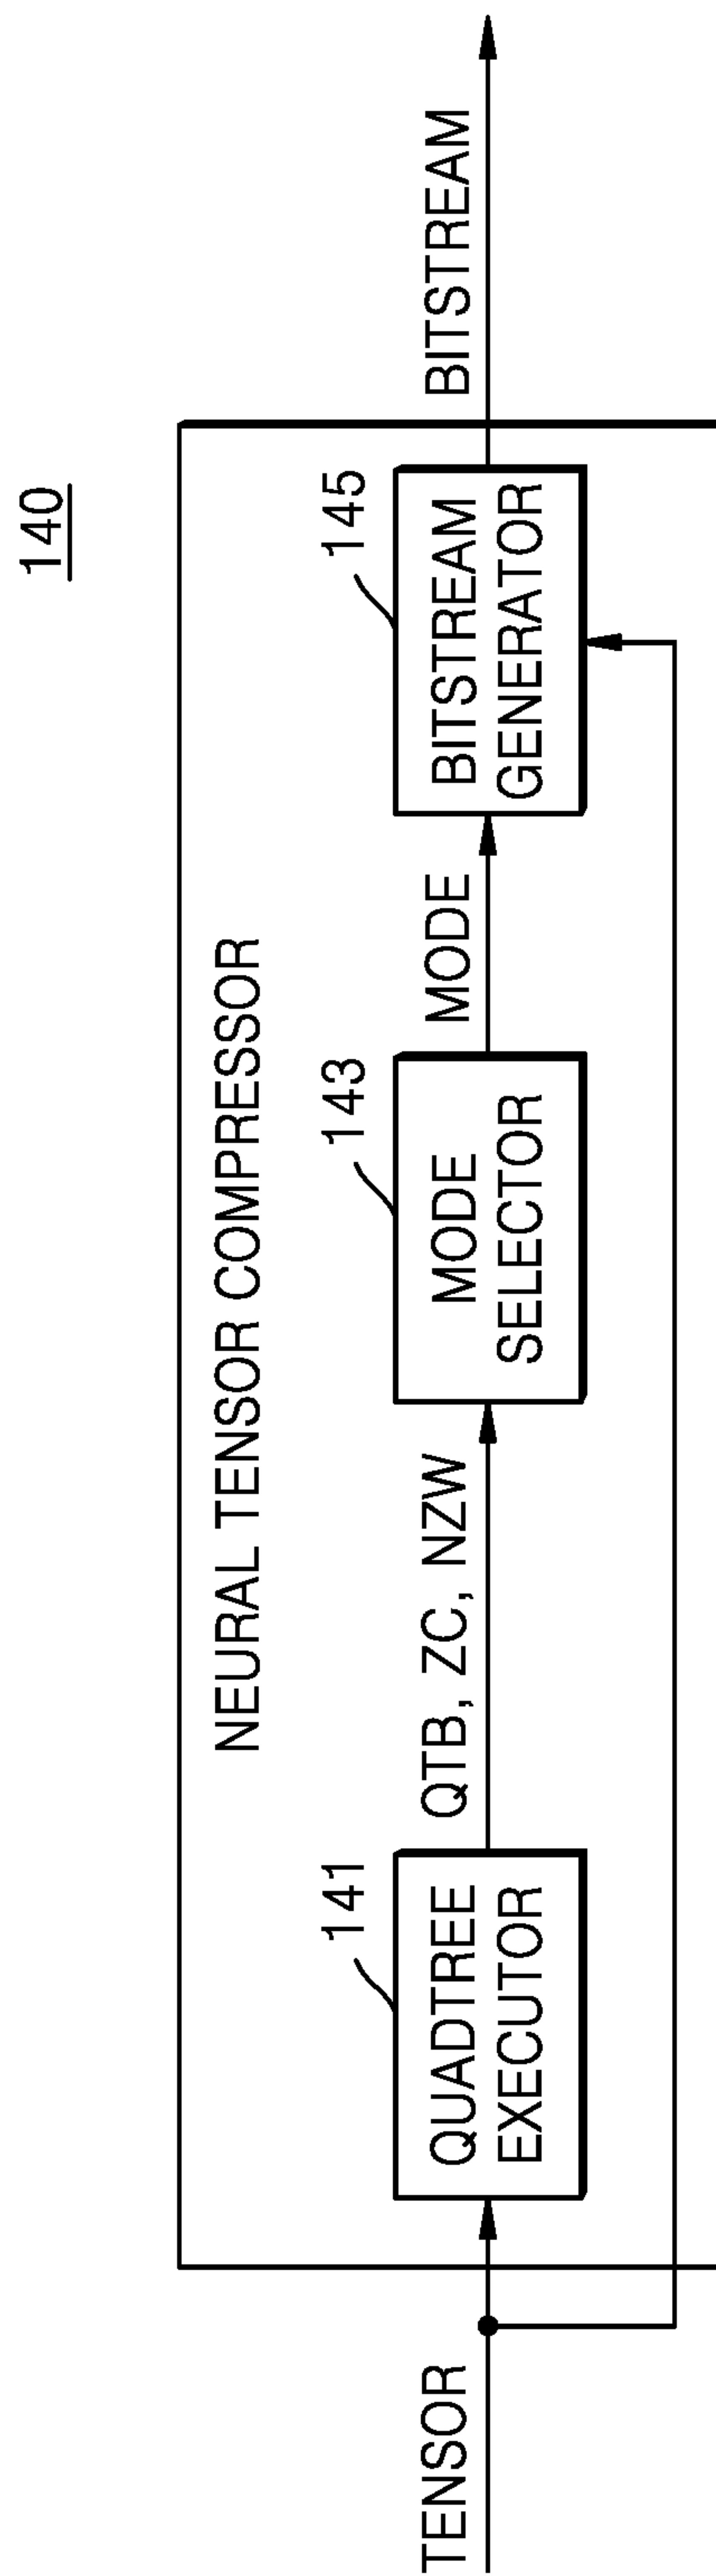 140
NEURAL TENSOR COMPRESSOR
141
143
145
TENSOR
QUADTREE
EXECUTOR
QTB, ZC, NZW
MODE
SELECTOR
MODE
BITSTREAM
GENERATOR
BITSTREAM